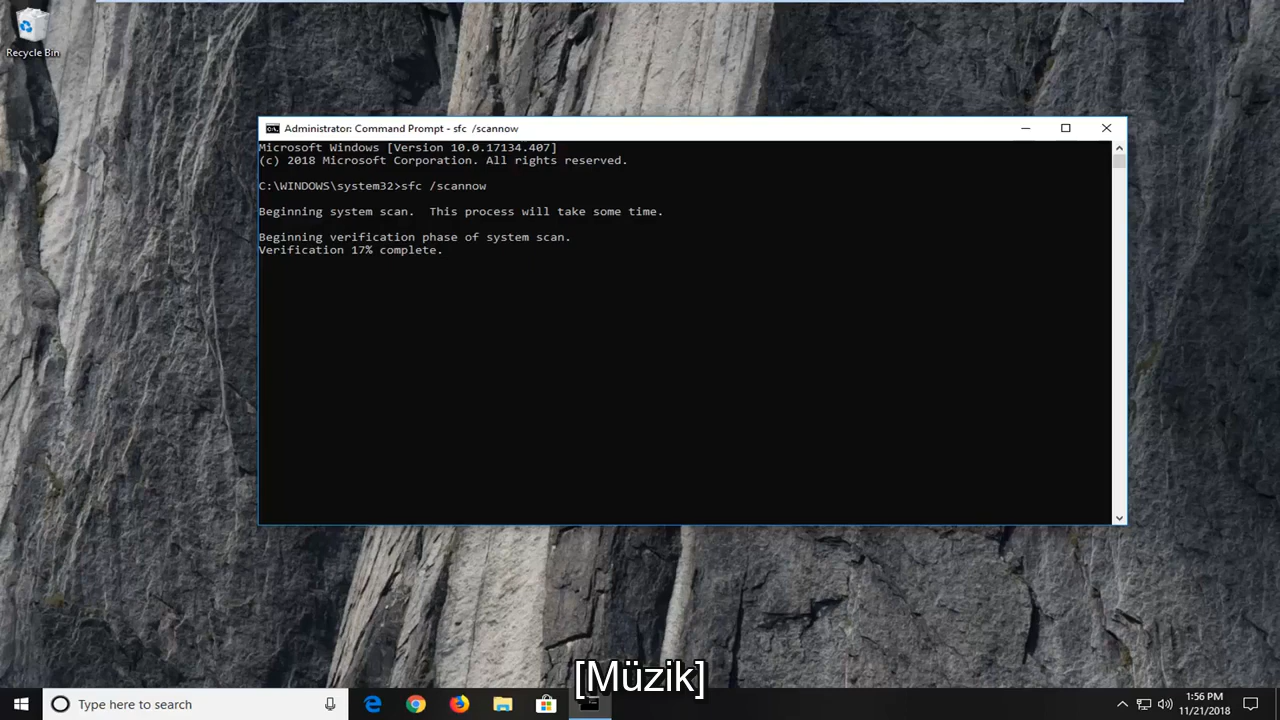 Recycle Bin
Administrator: Command Prompt - sfc  /scannow
Microsoft Windows [Version 10.0.17134.407]
(c) 2018 Microsoft Corporation. All rights reserved.
C:\WINDOWS\system32>sfc /scannow
Beginning system scan.  This process will take some time.
Beginning verification phase of system scan.
Verification 17% complete.
[Müzik]
Type here to search
1:56 PM
11/21/2018